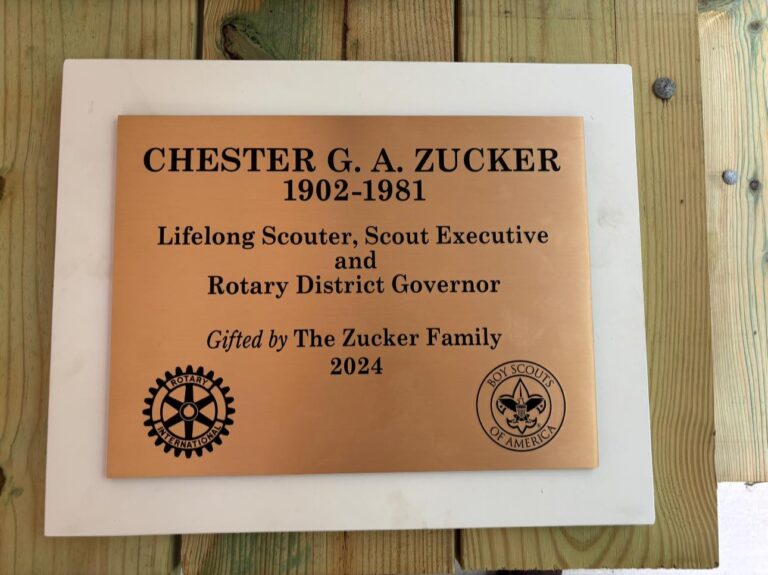 CHESTER G. A. ZUCKER
1902-1981
Lifelong Scouter, Scout Executive
and
Rotary District Governor
Gifted by The Zucker Family
2024
ROTARY
INTERNATIONAL
BOY SCOUTS
OF AMERICA